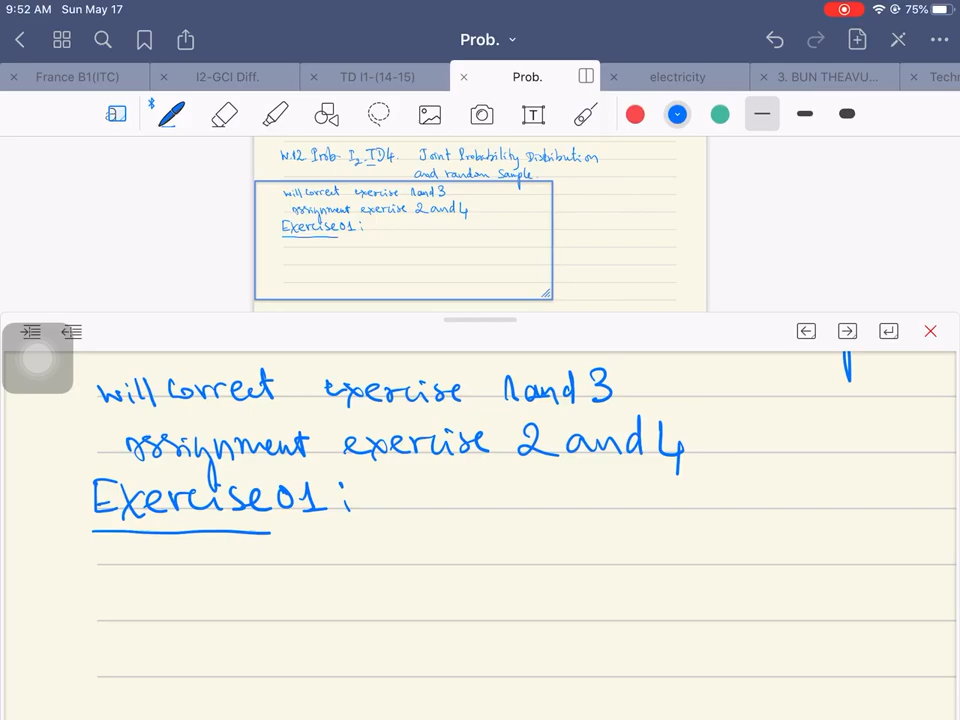 9:52 AM Sun May 17
75%
Prob.
France B1(ITC)
I2-GCI Diff.
TD I1-(14-15)
Prob.
electricity
3. BUN THEAVU...
Techn
T
W.12 Prob. I2_TD4. Joint Probability Distribution
and random Sample.
will correct exercise 1 and 3
assignment exercise 2 and 4
Exercise 01:
will correct exercise 1 and 3
assignment exercise 2 and 4
Exercise 01: